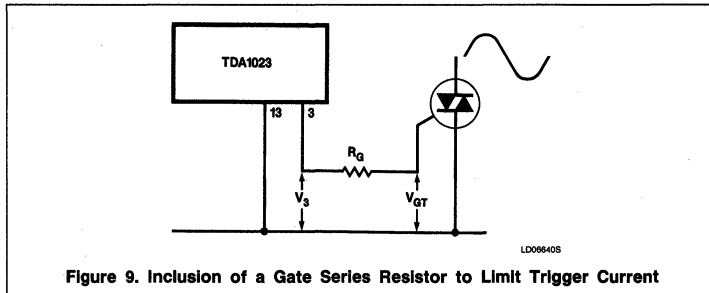 TDA1023
13 3
R_G
V_3
V_GT
LD06640S
Figure 9. Inclusion of a Gate Series Resistor to Limit Trigger Current